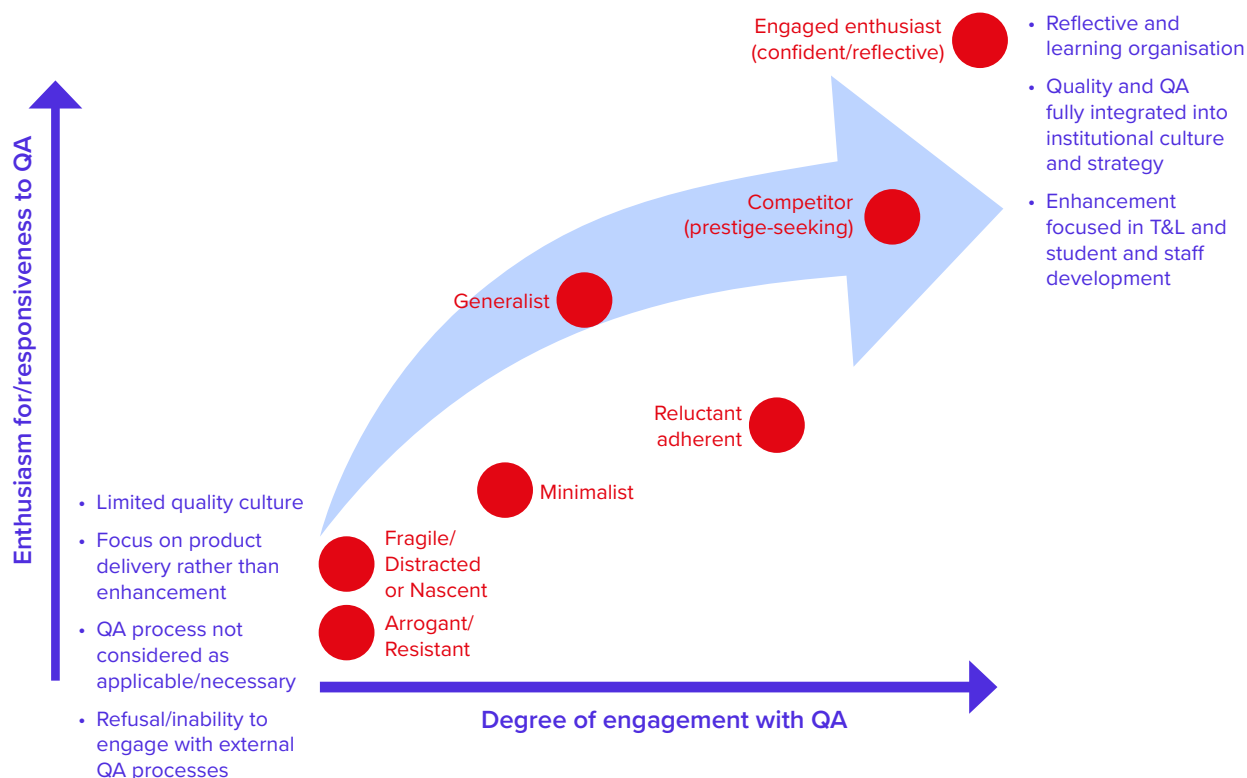 Engaged enthusiast
(confident/reflective)
• Reflective and
learning organisation
• Quality and QA
fully integrated into
institutional culture
and strategy
• Enhancement
focused in T&L and
student and staff
development
Enthusiasm for/responsiveness to QA
Competitor
(prestige-seeking)
Generalist
Reluctant
adherent
Minimalist
• Limited quality culture
• Focus on product
delivery rather than
enhancement
• QA process not
considered as
applicable/necessary
• Refusal/inability to
engage with external
QA processes
Fragile/
Distracted
or Nascent
Arrogant/
Resistant
Degree of engagement with QA